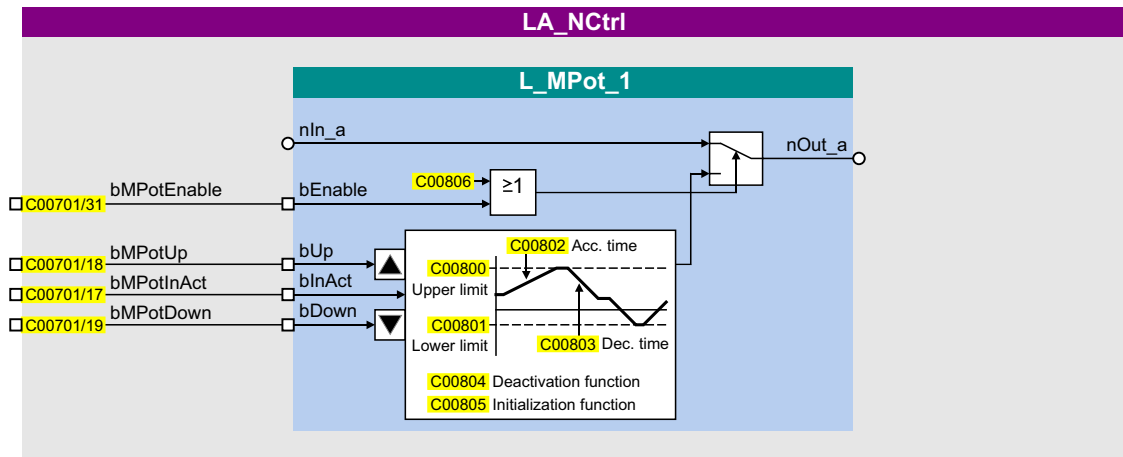 LA_NCtrl
L_MPot_1
nIn_a
nOut_a
C00806
≥1
bMPotEnable
bEnable
C00701/31
C00802 Acc. time
bMPotUp
bUp
C00701/18
C00800
Upper limit
bMPotInAct
bInAct
C00701/17
bMPotDown
bDown
C00701/19
C00801
Lower limit
C00803 Dec. time
C00804 Deactivation function
C00805 Initialization function